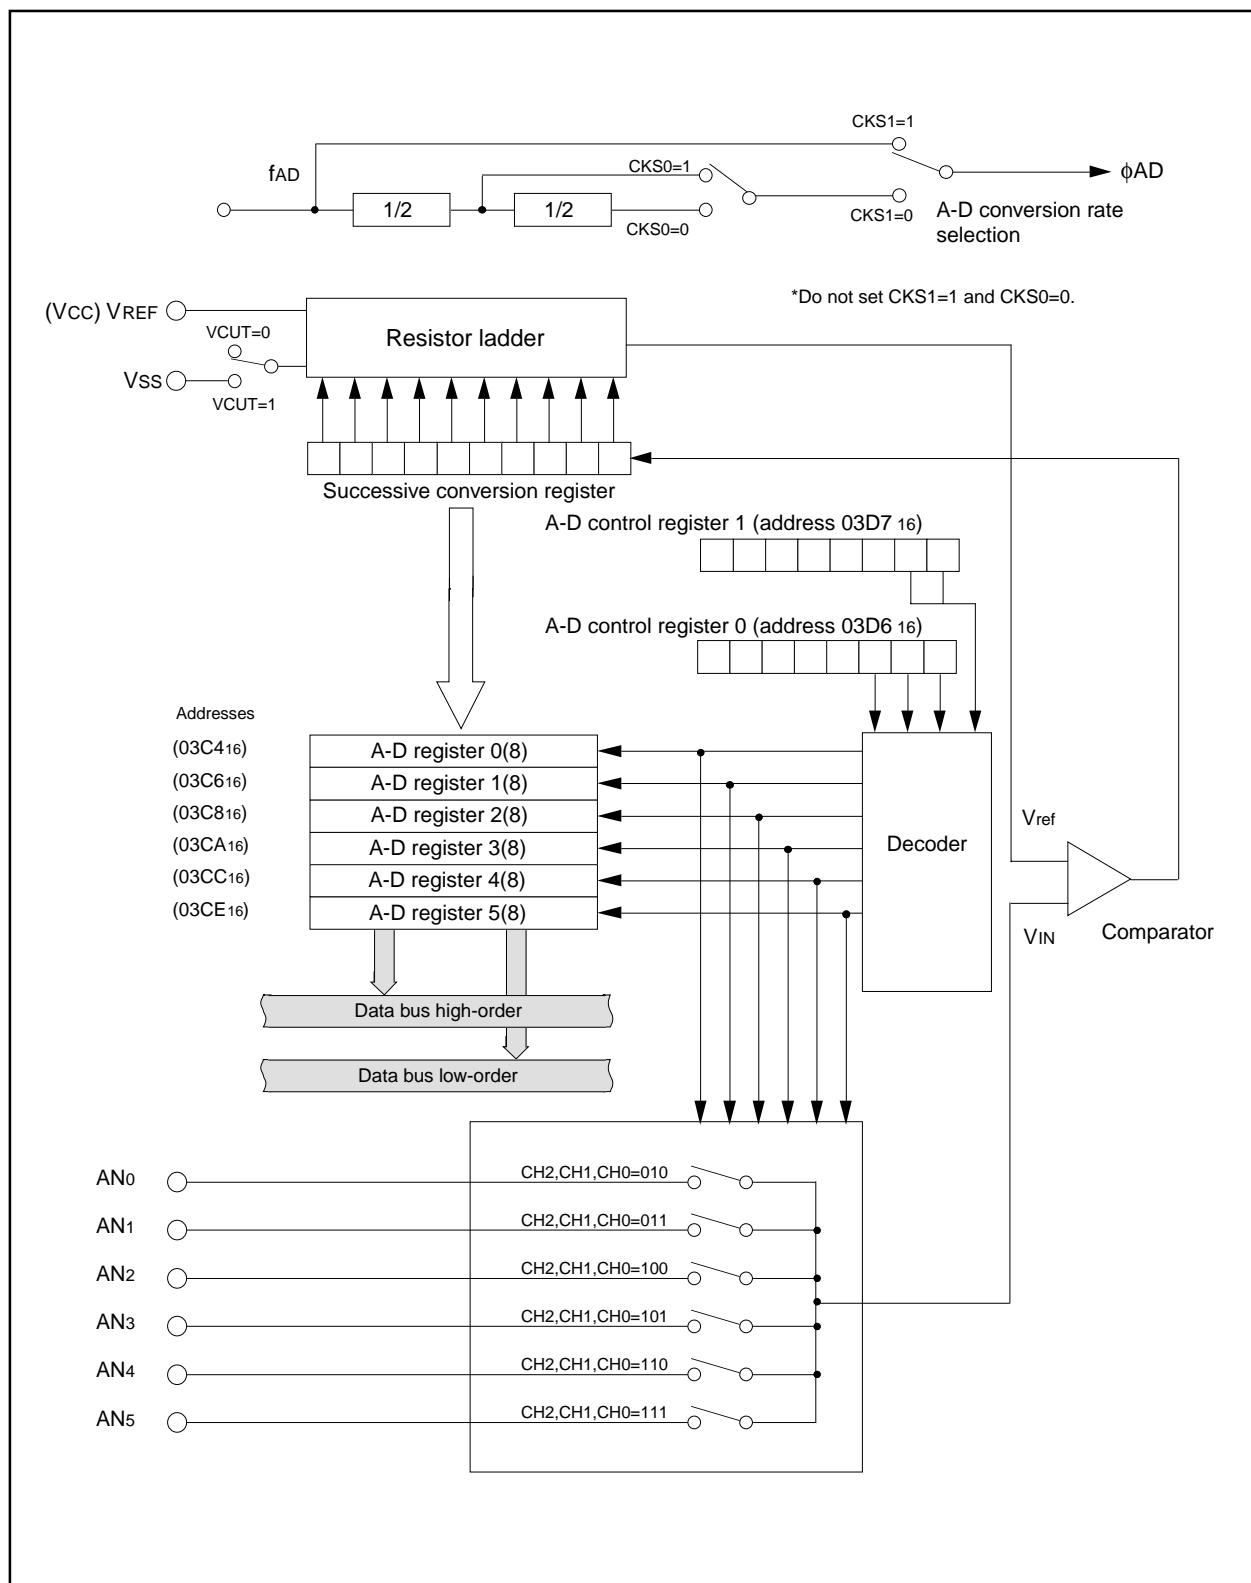 CKS1=1
fAD
CKS0=1
φAD
1/2
1/2
CKS0=0
CKS1=0
A-D conversion rate
selection
*Do not set CKS1=1 and CKS0=0.
(VCC) VREF
VCUT=0
Resistor ladder
VSS
VCUT=1
Successive conversion register
A-D control register 1 (address 03D7 16)
A-D control register 0 (address 03D6 16)
Addresses
(03C416)
A-D register 0(8)
(03C616)
A-D register 1(8)
(03C816)
A-D register 2(8)
(03CA16)
A-D register 3(8)
(03CC16)
A-D register 4(8)
(03CE16)
A-D register 5(8)
Decoder
Vref
VIN
Comparator
Data bus high-order
Data bus low-order
AN0
CH2,CH1,CH0=010
AN1
CH2,CH1,CH0=011
AN2
CH2,CH1,CH0=100
AN3
CH2,CH1,CH0=101
AN4
CH2,CH1,CH0=110
AN5
CH2,CH1,CH0=111